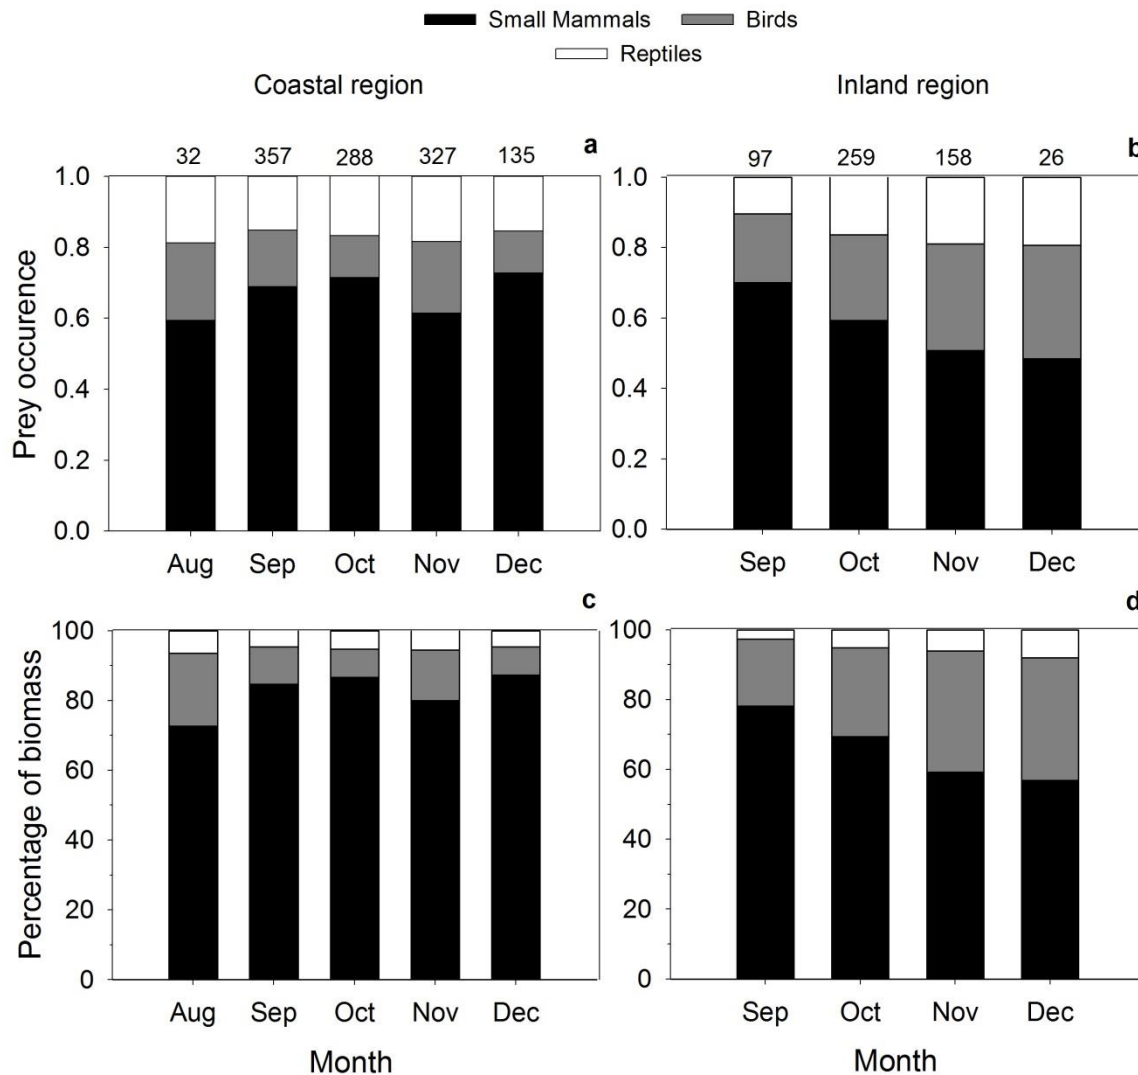 Small Mammals Birds
Reptiles
Coastal region Inland region
a b
32 357 288 327 135 97 259 158 26
1.0 1.0
0.8 0.8
0.6 0.6
0.4 0.4
0.2 0.2
0.0 0.0
Prey occurence
Aug Sep Oct Nov Dec Sep Oct Nov Dec
c d
100 100
80 80
60 60
40 40
20 20
0 0
Percentage of biomass
Aug Sep Oct Nov Dec Sep Oct Nov Dec
Month Month